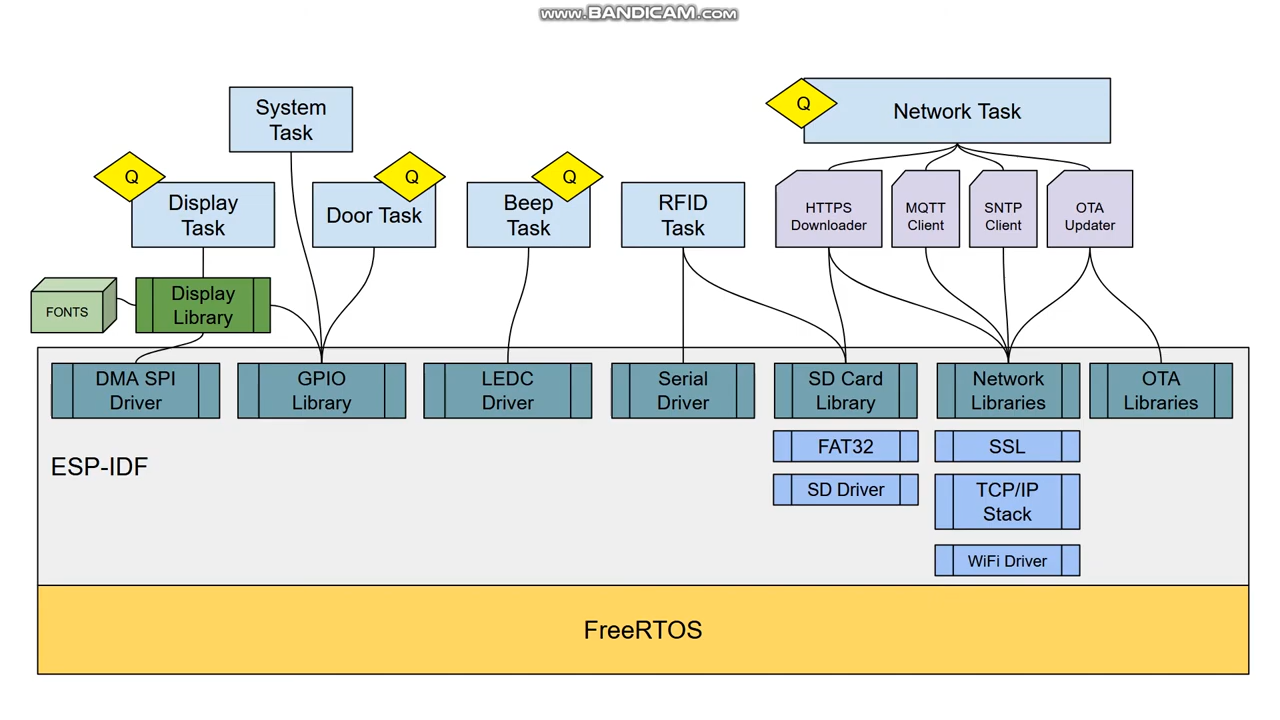 www.BANDICAM.com
System
Task
Q
Network Task
Q
Display
Task
Q
Door Task
Q
Beep
Task
RFID
Task
HTTPS
Downloader
MQTT
Client
SNTP
Client
OTA
Updater
FONTS
Display
Library
DMA SPI
Driver
GPIO
Library
LEDC
Driver
Serial
Driver
SD Card
Library
Network
Libraries
OTA
Libraries
ESP-IDF
FAT32
SSL
SD Driver
TCP/IP
Stack
WiFi Driver
FreeRTOS